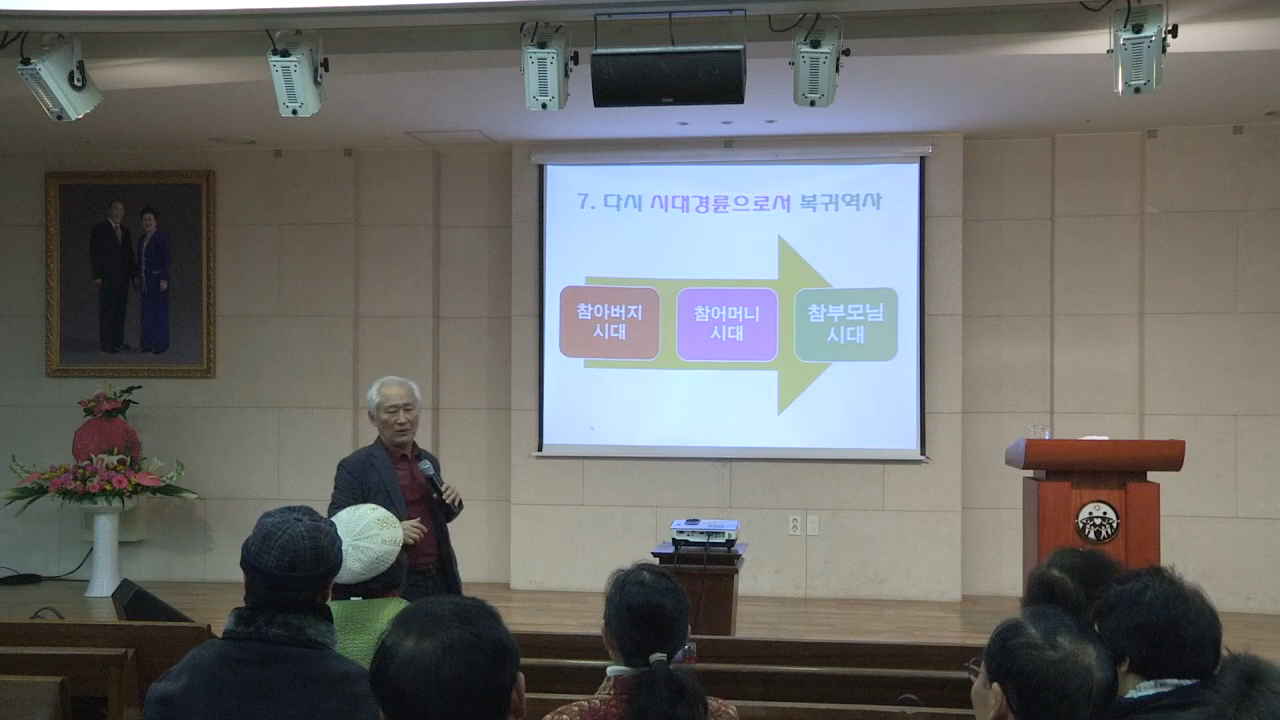 7. 다시 시대경륜으로서 복귀역사
참아버지
시대
참어머니
시대
참부모님
시대